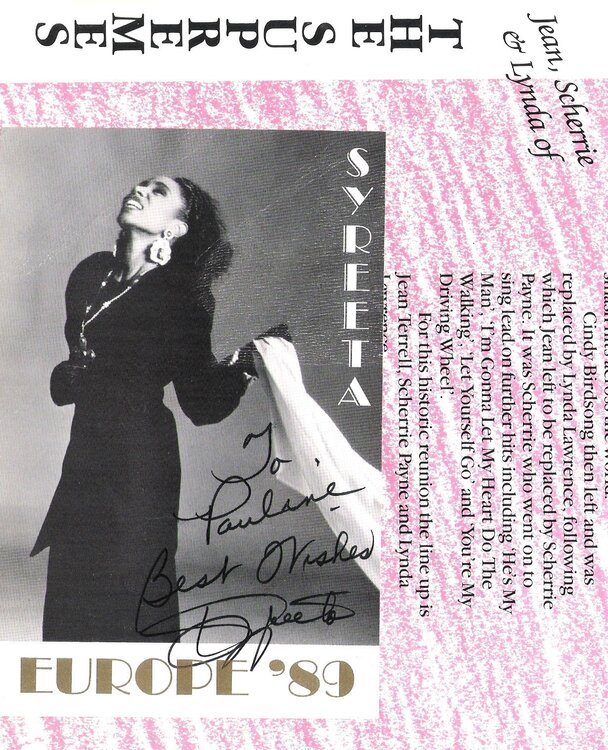 Jean, Scherrie
& Lynda of
THE SUPREMES
Cindy Birdsong then left and was
replaced by Lynda Lawrence, following
which Jean left to be replaced by Scherrie
Payne. It was Scherrie who went on to
sing lead on further hits including 'He's My
Man', 'I'm Gonna Let My Heart Do The
Walking', 'Let Yourself Go' and 'You're My
Driving Wheel'.
For this historic reunion the line up is
Jean Terrell, Scherrie Payne and Lynda
SYREETA
To
Best Wishes
Syreeta
EUROPE '89